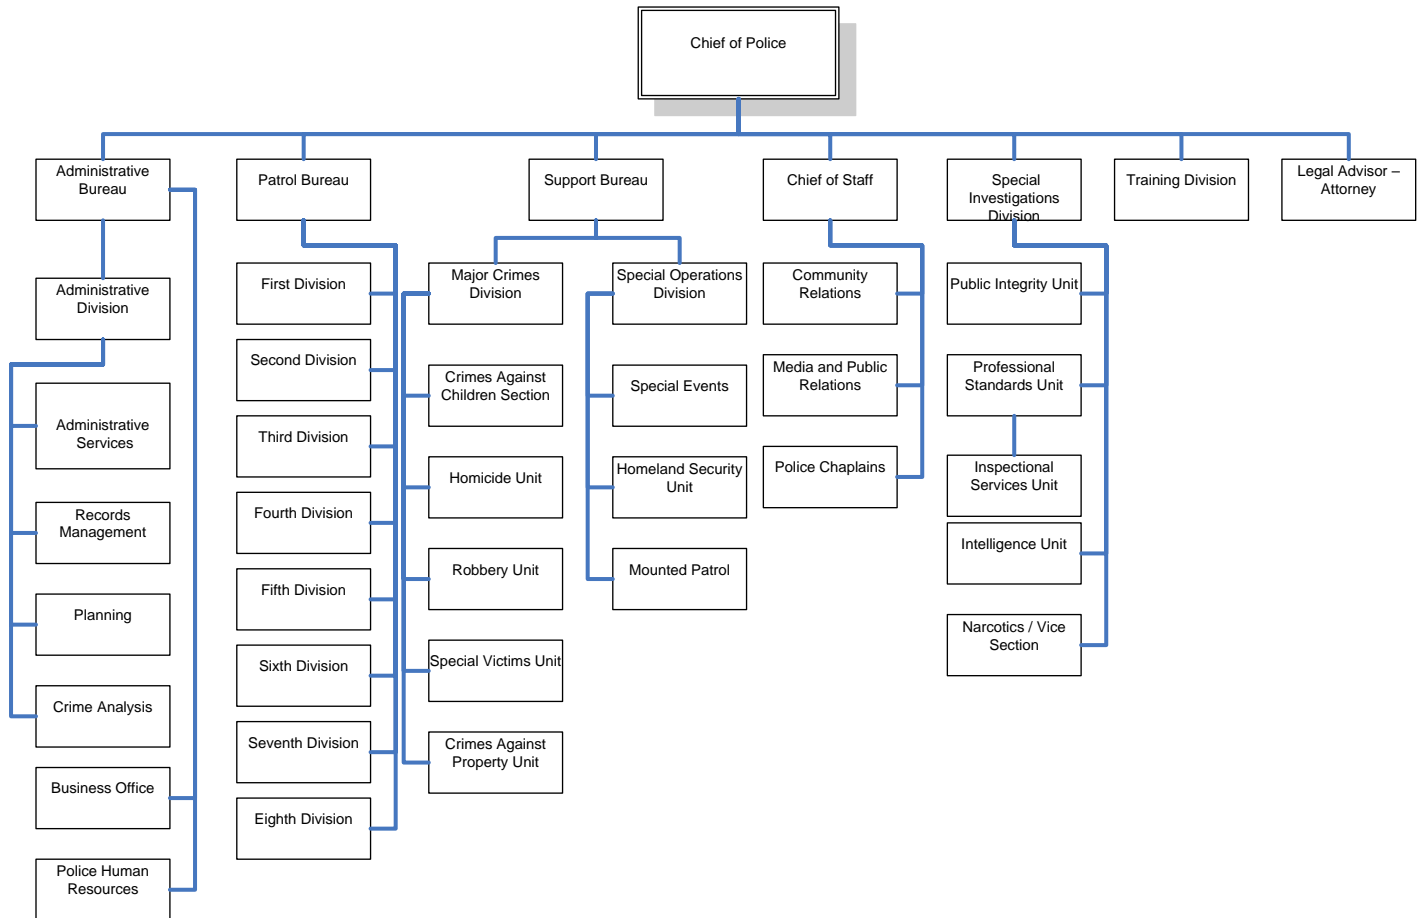 Chief of Police
Administrative
Bureau
Patrol Bureau
Support Bureau
Chief of Staff
Special
Investigations
Division
Training Division
Legal Advisor –
Attorney
Administrative
Division
Administrative
Services
Records
Management
Planning
Crime Analysis
Business Office
Police Human
Resources
First Division
Second Division
Third Division
Fourth Division
Fifth Division
Sixth Division
Seventh Division
Eighth Division
Major Crimes
Division
Crimes Against
Children Section
Homicide Unit
Robbery Unit
Special Victims Unit
Crimes Against
Property Unit
Special Operations
Division
Special Events
Homeland Security
Unit
Mounted Patrol
Community
Relations
Media and Public
Relations
Police Chaplains
Public Integrity Unit
Professional
Standards Unit
Inspectional
Services Unit
Intelligence Unit
Narcotics / Vice
Section